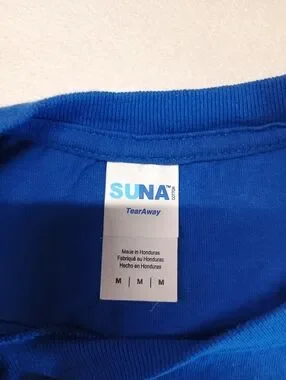 SUNA
COTTON
TearAway
Made in Honduras
Fabriqué au Honduras
Hecho en Honduras
M | M | M